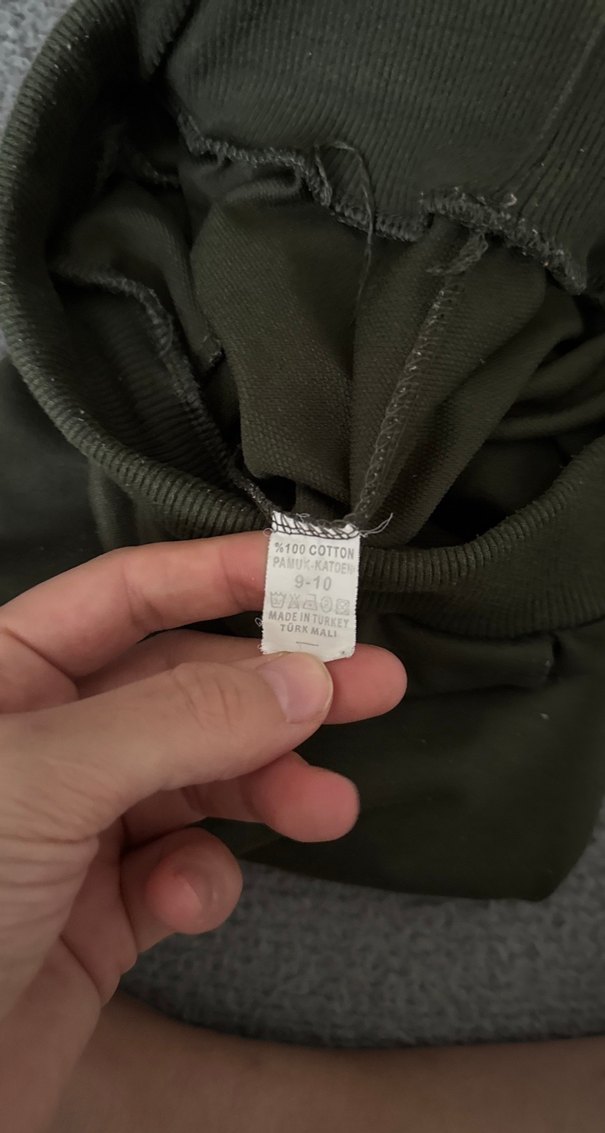 %100 COTTON
PAMUK-KATOEN
9-10
MADE IN TURKEY
TÜRK MALI